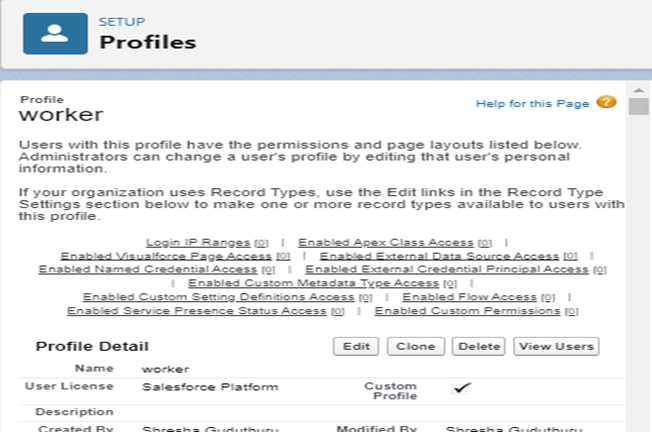 SETUP
Profiles
Profile
worker
Help for this Page ?
Users with this profile have the permissions and page layouts listed below.
Administrators can change a user's profile by editing that user's personal
information.
If your organization uses Record Types, use the Edit links in the Record Type
Settings section below to make one or more record types available to users with
this profile.
Login IP Ranges [0] | Enabled Apex Class Access [0] |
Enabled Visualforce Page Access [0] | Enabled External Data Source Access [0] |
Enabled Named Credential Access [0] | Enabled External Credential Principal Access [0]
| Enabled Custom Metadata Type Access [0] |
Enabled Custom Setting Definitions Access [0] | Enabled Flow Access [0] |
Enabled Service Presence Status Access [0] | Enabled Custom Permissions [0]
Profile Detail Edit Clone Delete View Users
Name worker
User License Salesforce Platform Custom
Profile
Description
Created By Shresha Guduthuru Modified By Shresha Guduthuru